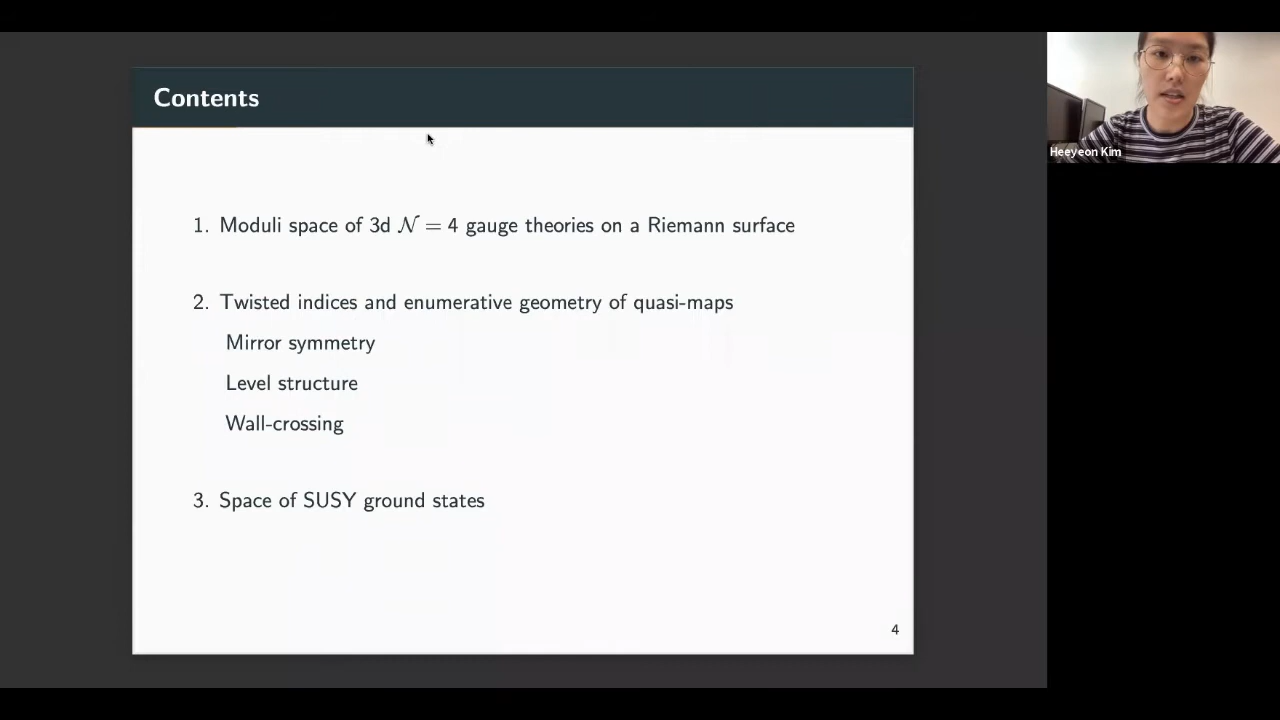 Contents
1. Moduli space of 3d 𝒩 = 4 gauge theories on a Riemann surface
2. Twisted indices and enumerative geometry of quasi-maps
Mirror symmetry
Level structure
Wall-crossing
3. Space of SUSY ground states
4
Heeyeon Kim